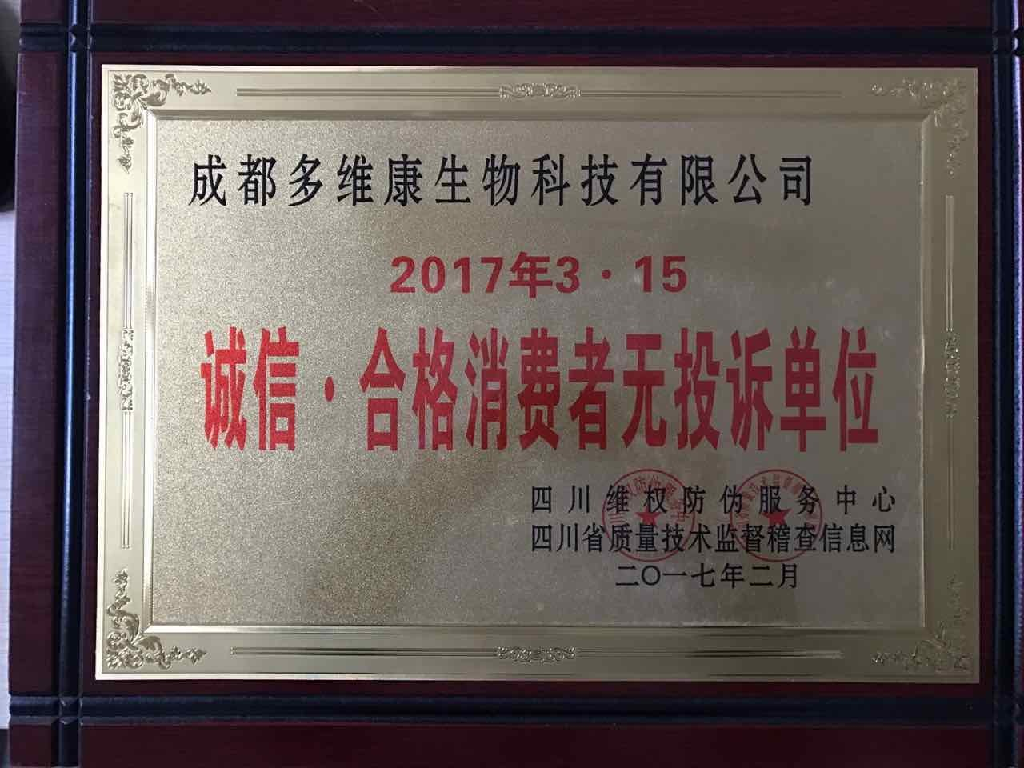 成都多维康生物科技有限公司
2017年3·15
诚信·合格消费者无投诉单位
四川维权防伪服务中心
四川省质量技术监督稽查信息网
二〇一七年二月